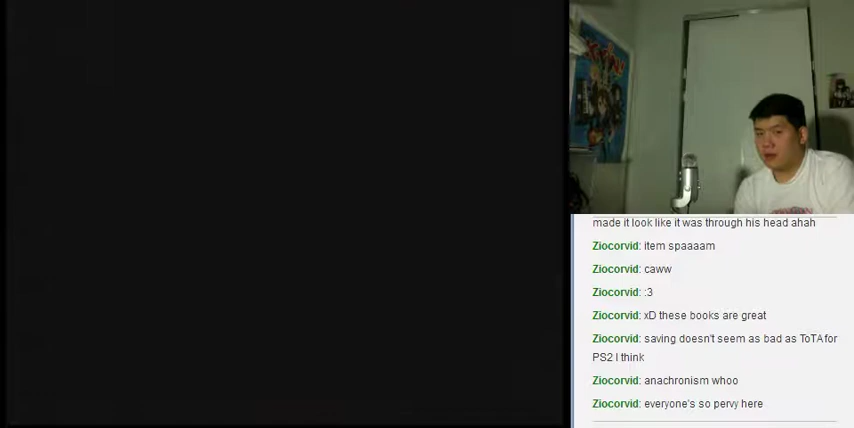 made it look like it was through his head ahah
Ziocorvid: item spaaaam
Ziocorvid: caww
Ziocorvid: :3
Ziocorvid: xD these books are great
Ziocorvid: saving doesn't seem as bad as ToTA for
PS2 I think
Ziocorvid: anachronism whoo
Ziocorvid: everyone's so pervy here